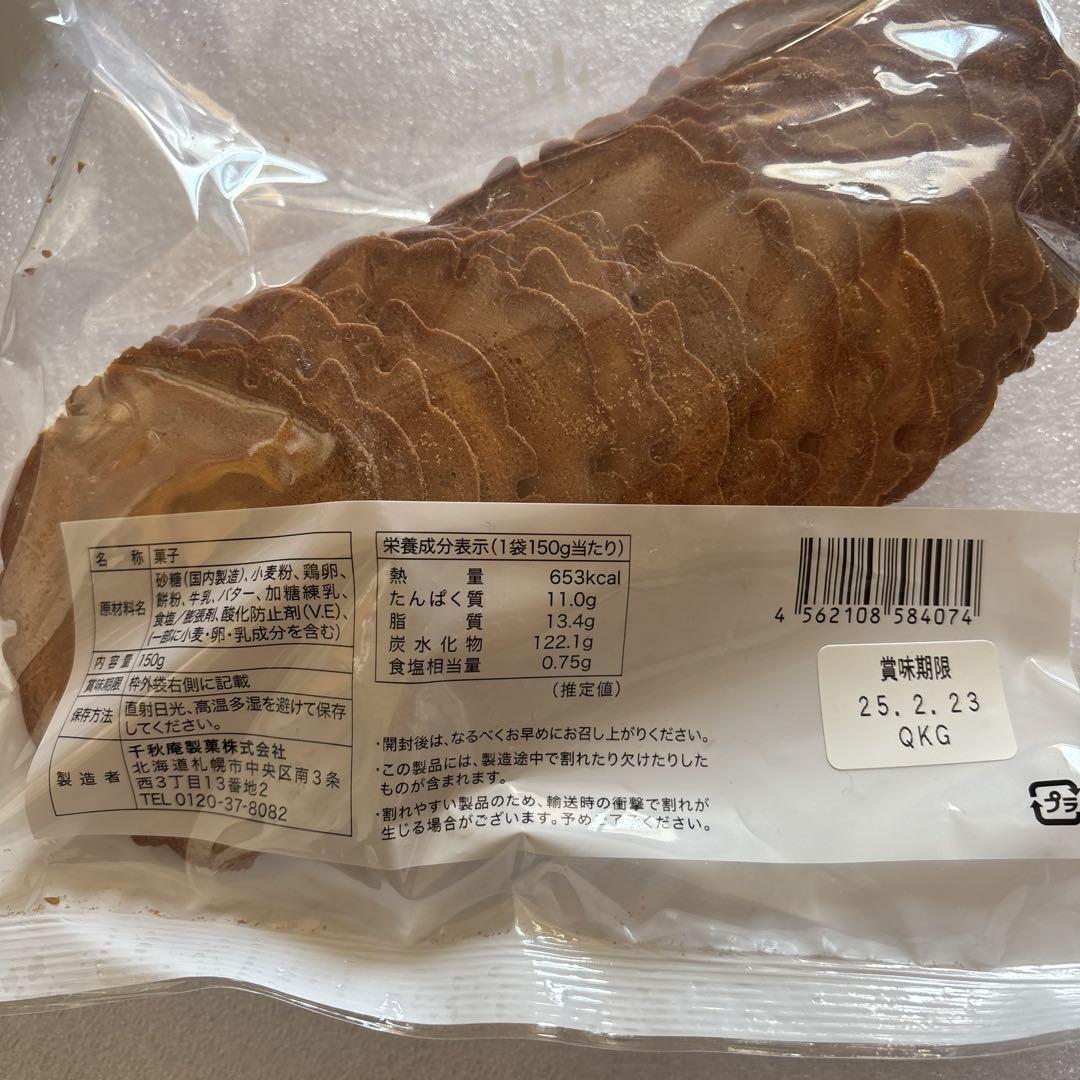 名称 菓子
原材料名 砂糖(国内製造)、小麦粉、鶏卵、
餅粉、牛乳、バター、加糖練乳、
食塩/膨張剤、酸化防止剤(V.E)、
(一部に小麦・卵・乳成分を含む)
内容量 150g
賞味期限 枠外袋右側に記載
保存方法 直射日光、高温多湿を避けて保存
してください。
製造者 千秋庵製菓株式会社
北海道札幌市中央区南3条
西3丁目13番地2
TEL 0120-37-8082
栄養成分表示(1袋150g当たり)
熱量 653kcal
たんぱく質 11.0g
脂質 13.4g
炭水化物 122.1g
食塩相当量 0.75g
(推定値)
・開封後は、なるべくお早めにお召し上がりください。
・この製品には、製造途中で割れたり欠けたりした
ものが含まれます。
・割れやすい製品のため、輸送時の衝撃で割れが
生じる場合がございます。予めご了承ください。
4 562108 584074
賞味期限
25.2.23
QKG
プラ